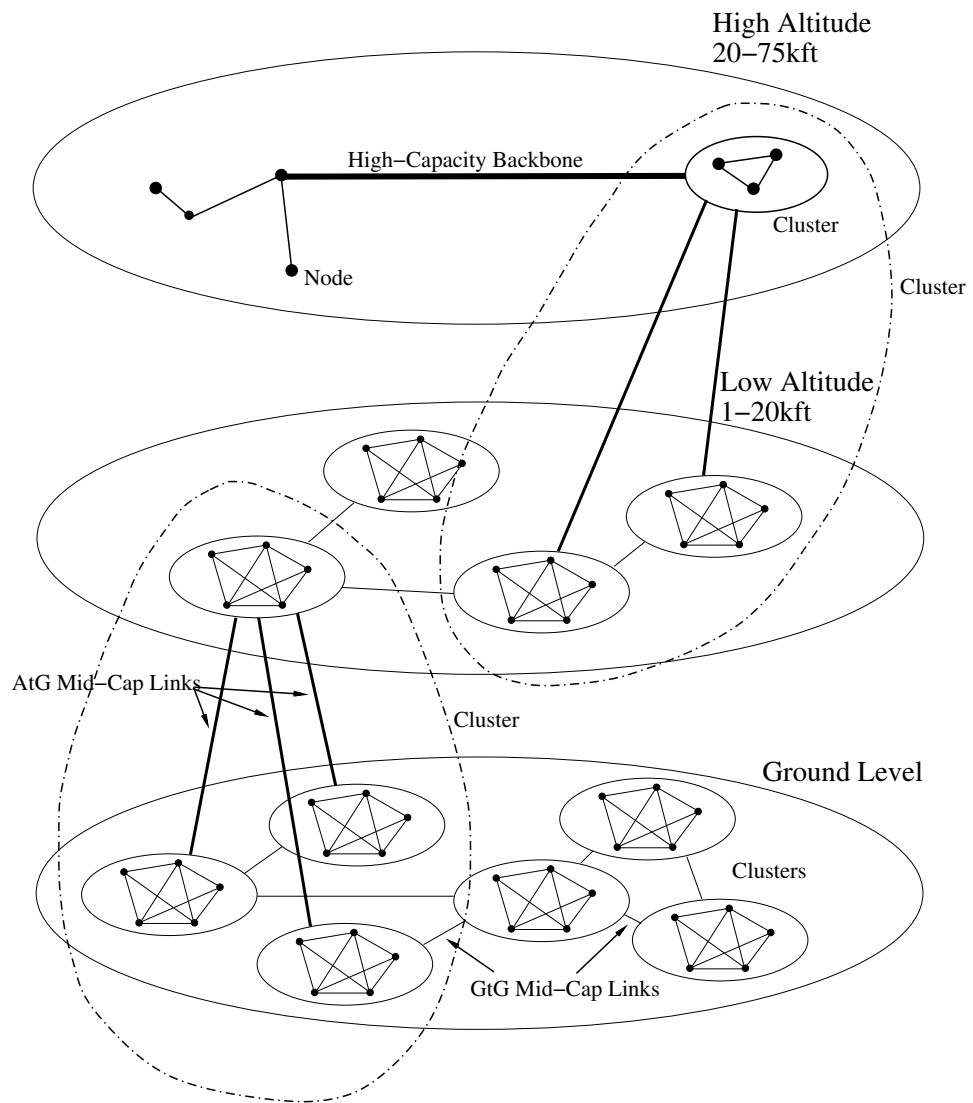 High Altitude
20−75kft
High−Capacity Backbone
Cluster
Node
Cluster
Low Altitude
1−20kft
AtG Mid−Cap Links
Cluster
Ground Level
Clusters
GtG Mid−Cap Links